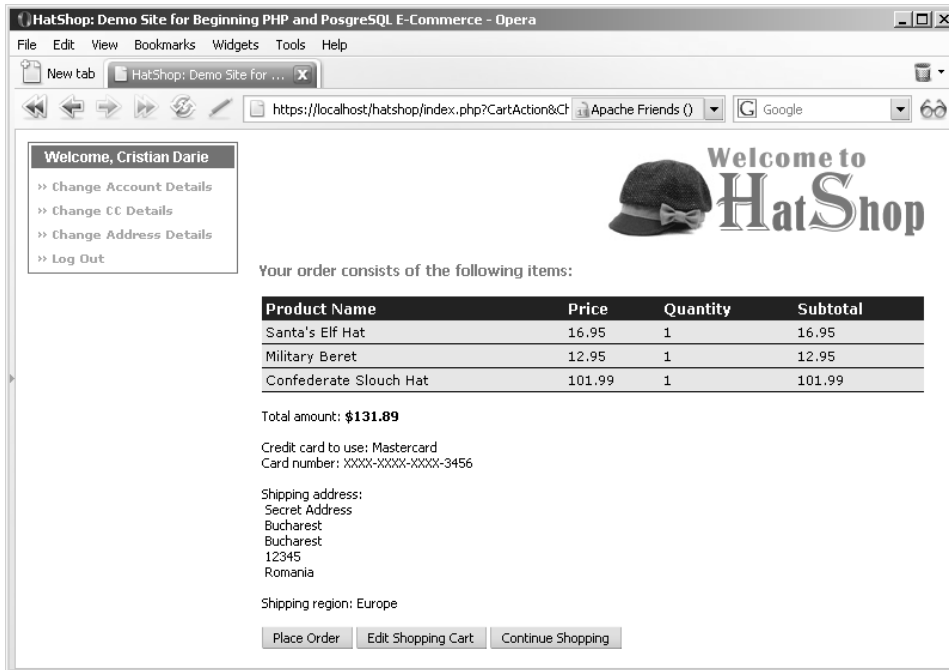 HatShop: Demo Site for Beginning PHP and PosgreSQL E-Commerce - Opera
File Edit View Bookmarks Widgets Tools Help
New tab HatShop: Demo Site for ... X
https://localhost/hatshop/index.php?CartAction&Ch Apache Friends () G Google
Welcome, Cristian Darie
» Change Account Details
» Change CC Details
» Change Address Details
» Log Out
Welcome to
HatShop
Your order consists of the following items:
Product Name Price Quantity Subtotal
Santa's Elf Hat 16.95 1 16.95
Military Beret 12.95 1 12.95
Confederate Slouch Hat 101.99 1 101.99
Total amount: $131.89
Credit card to use: Mastercard
Card number: XXXX-XXXX-XXXX-3456
Shipping address:
Secret Address
Bucharest
Bucharest
12345
Romania
Shipping region: Europe
Place Order Edit Shopping Cart Continue Shopping